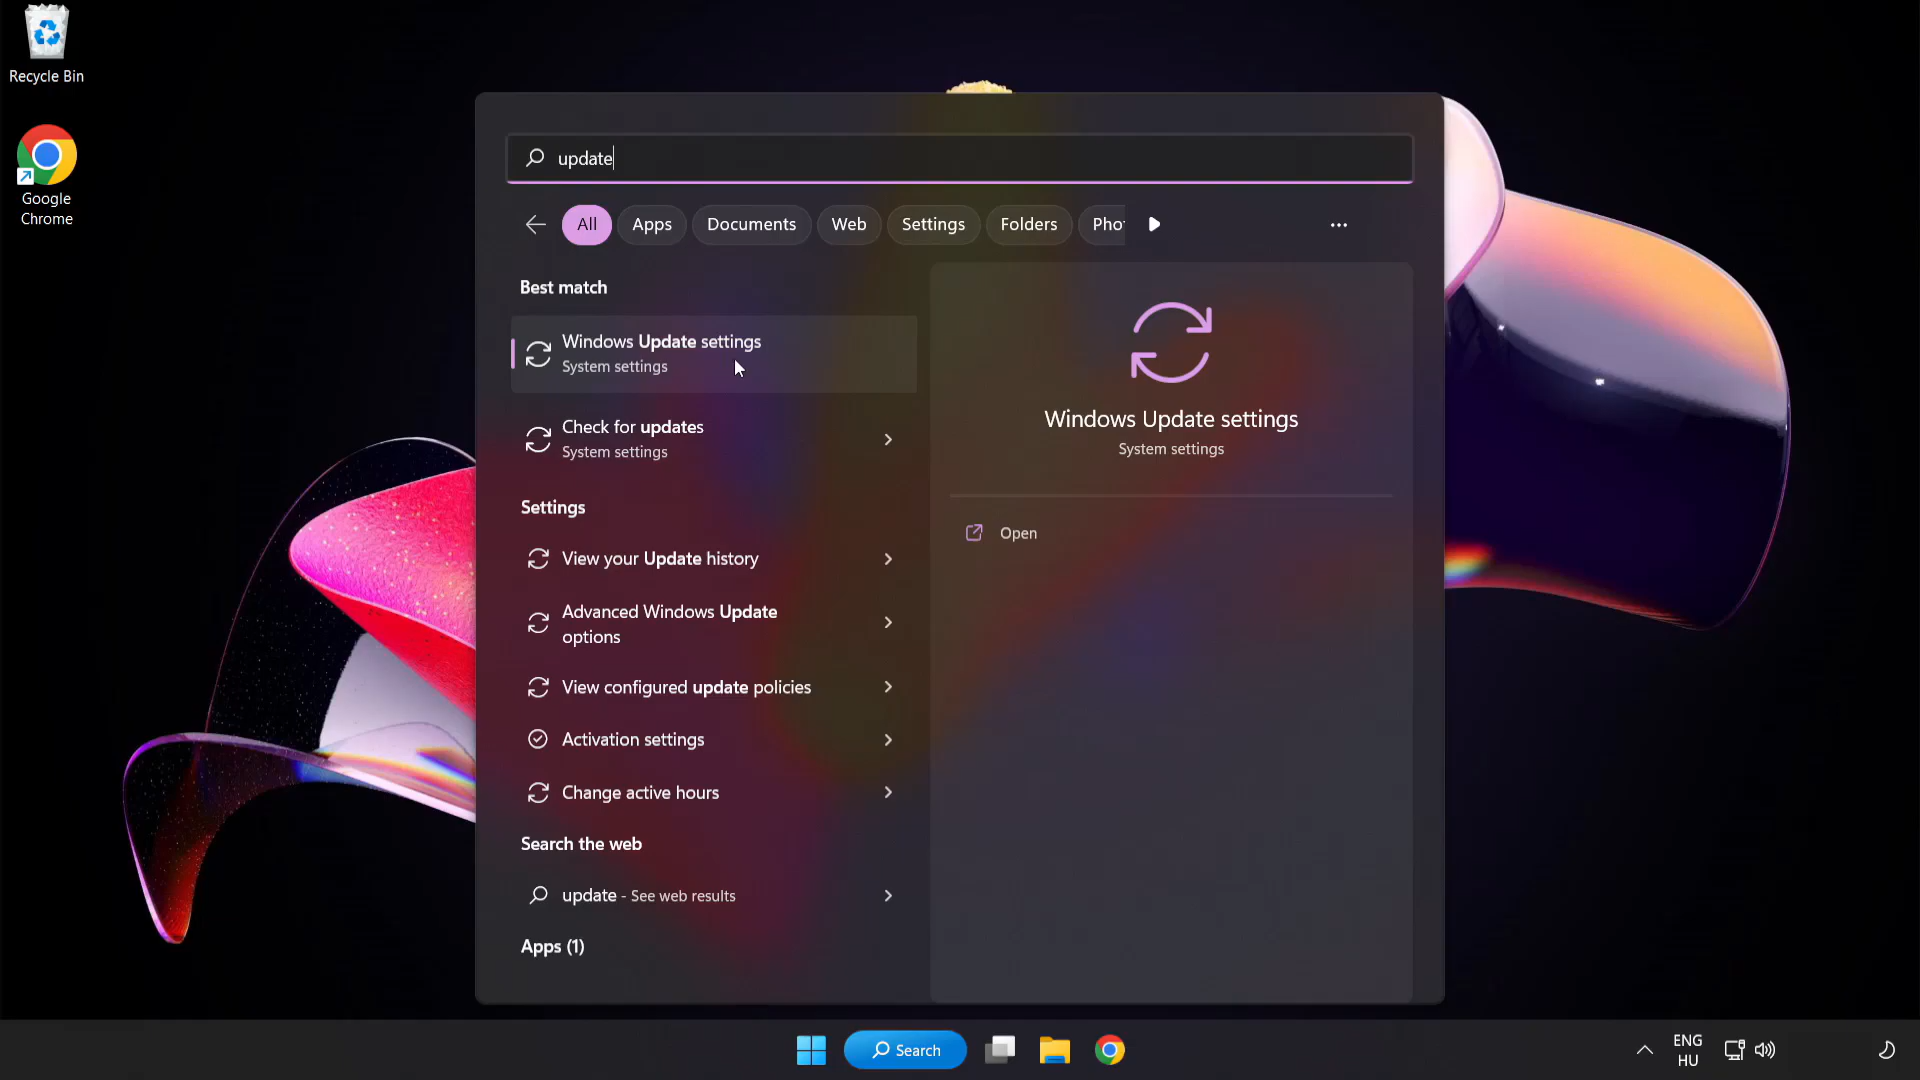 Recycle Bin
Google
Chrome
update
All
Apps
Documents
Web
Settings
Folders
Pho
Best match
Windows Update settings
System settings
Check for updates
System settings
Settings
View your Update history
Advanced Windows Update
options
View configured update policies
Activation settings
Change active hours
Search the web
update - See web results
Apps (1)
Windows Update settings
System settings
Open
Search
ENG
HU